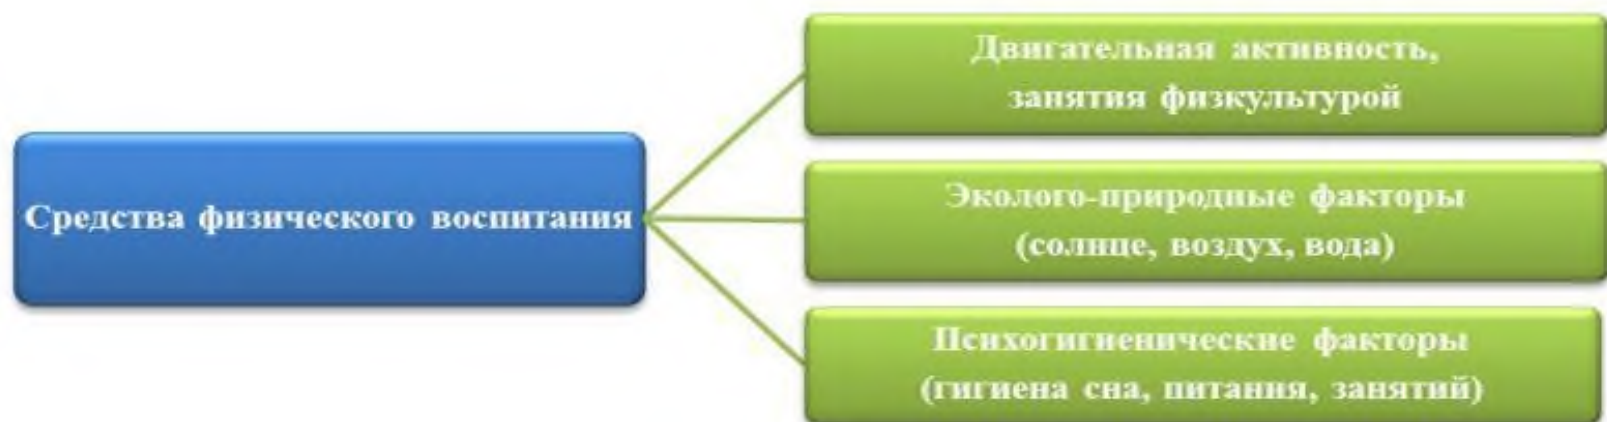 Средства физического воспитания
Двигательная активность,
занятия физкультурой
Эколого-природные факторы
(солнце, воздух, вода)
Психогигиенические факторы
(гигиена сна, питания, занятий)